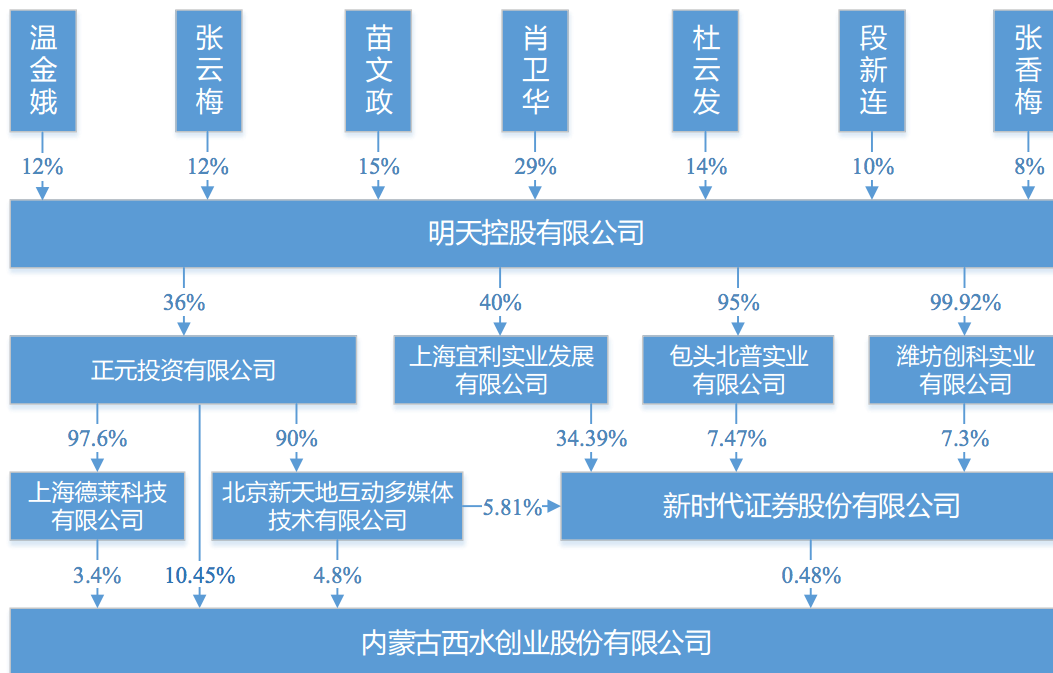 温金娥
张云梅
苗文政
肖卫华
杜云发
段新连
张香梅
12%
12%
15%
29%
14%
10%
8%
明天控股有限公司
36%
40%
95%
99.92%
正元投资有限公司
上海宜利实业发展
有限公司
包头北普实业
有限公司
潍坊创科实业
有限公司
97.6%
90%
34.39%
7.47%
7.3%
上海德莱科技
有限公司
北京新天地互动多媒体
技术有限公司
5.81%
新时代证券股份有限公司
3.4%
10.45%
4.8%
0.48%
内蒙古西水创业股份有限公司